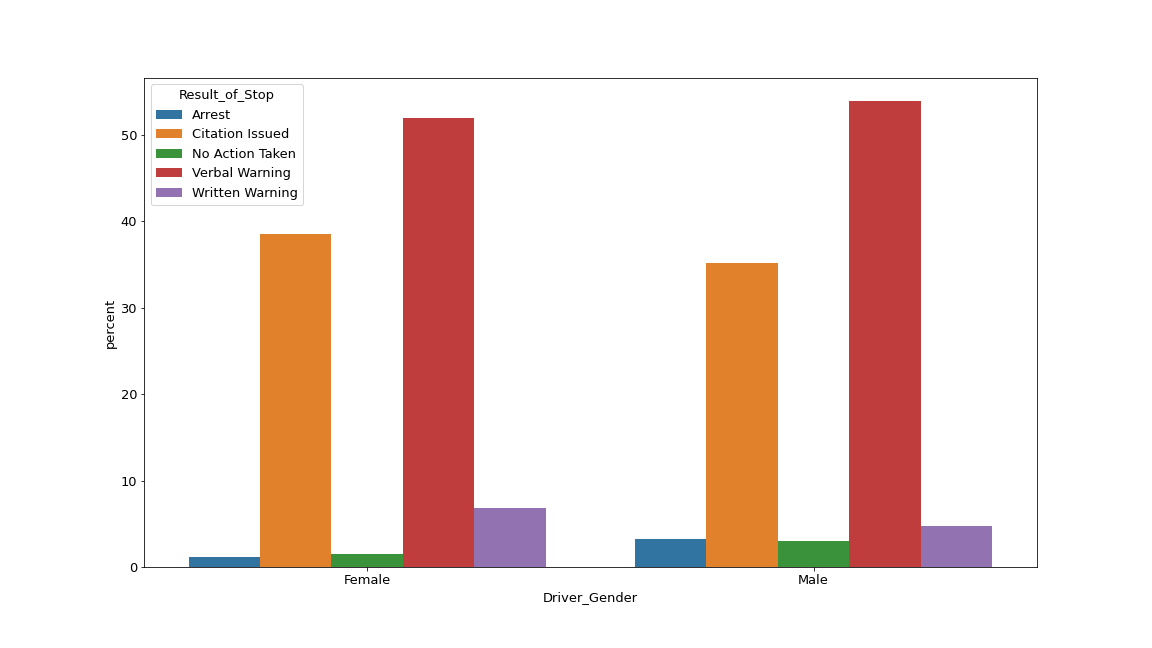 Result_of_Stop
Arrest
Citation Issued
No Action Taken
Verbal Warning
Written Warning
percent
50
40
30
20
10
0
Female
Male
Driver_Gender